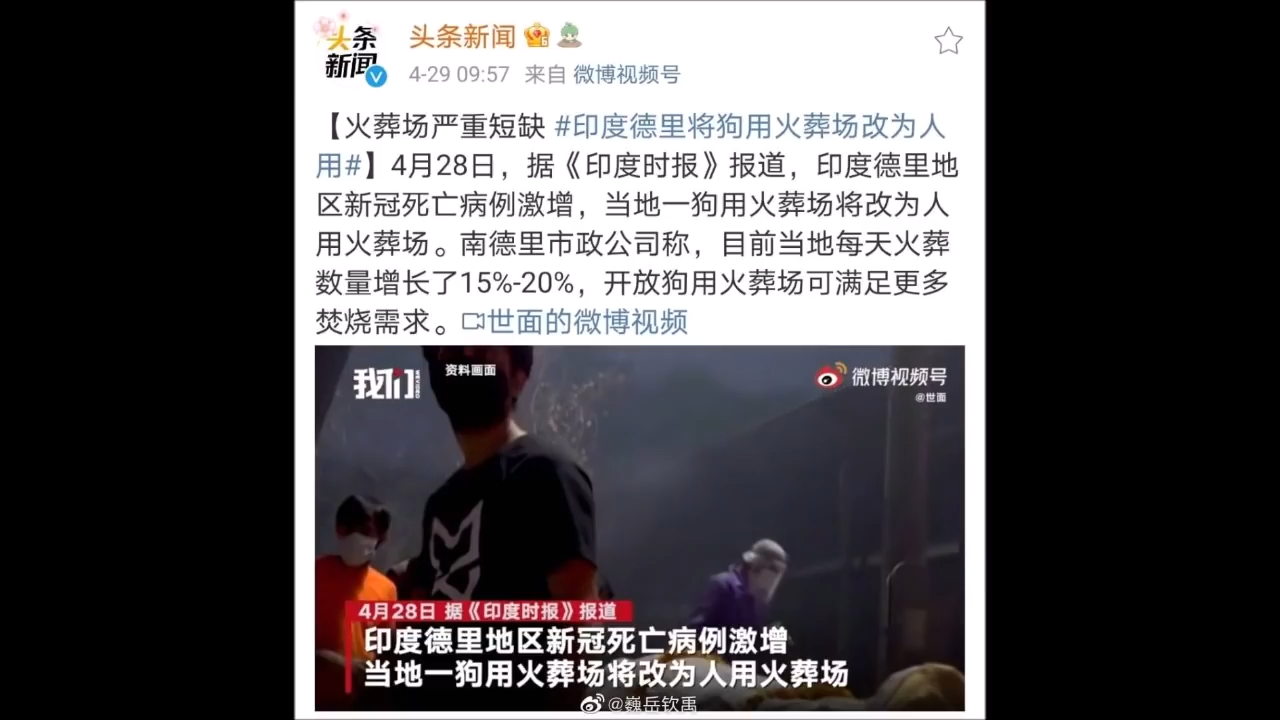 头条
新闻
头条新闻
4-29 09:57 来自 微博视频号
【火葬场严重短缺 #印度德里将狗用火葬场改为人
用#】4月28日，据《印度时报》报道，印度德里地
区新冠死亡病例激增，当地一狗用火葬场将改为人
用火葬场。南德里市政公司称，目前当地每天火葬
数量增长了15%-20%，开放狗用火葬场可满足更多
焚烧需求。世面的微博视频
我们
资料画面
微博视频号
@世面
4月28日 据《印度时报》报道
印度德里地区新冠死亡病例激增
当地一狗用火葬场将改为人用火葬场
@巍岳钦禹